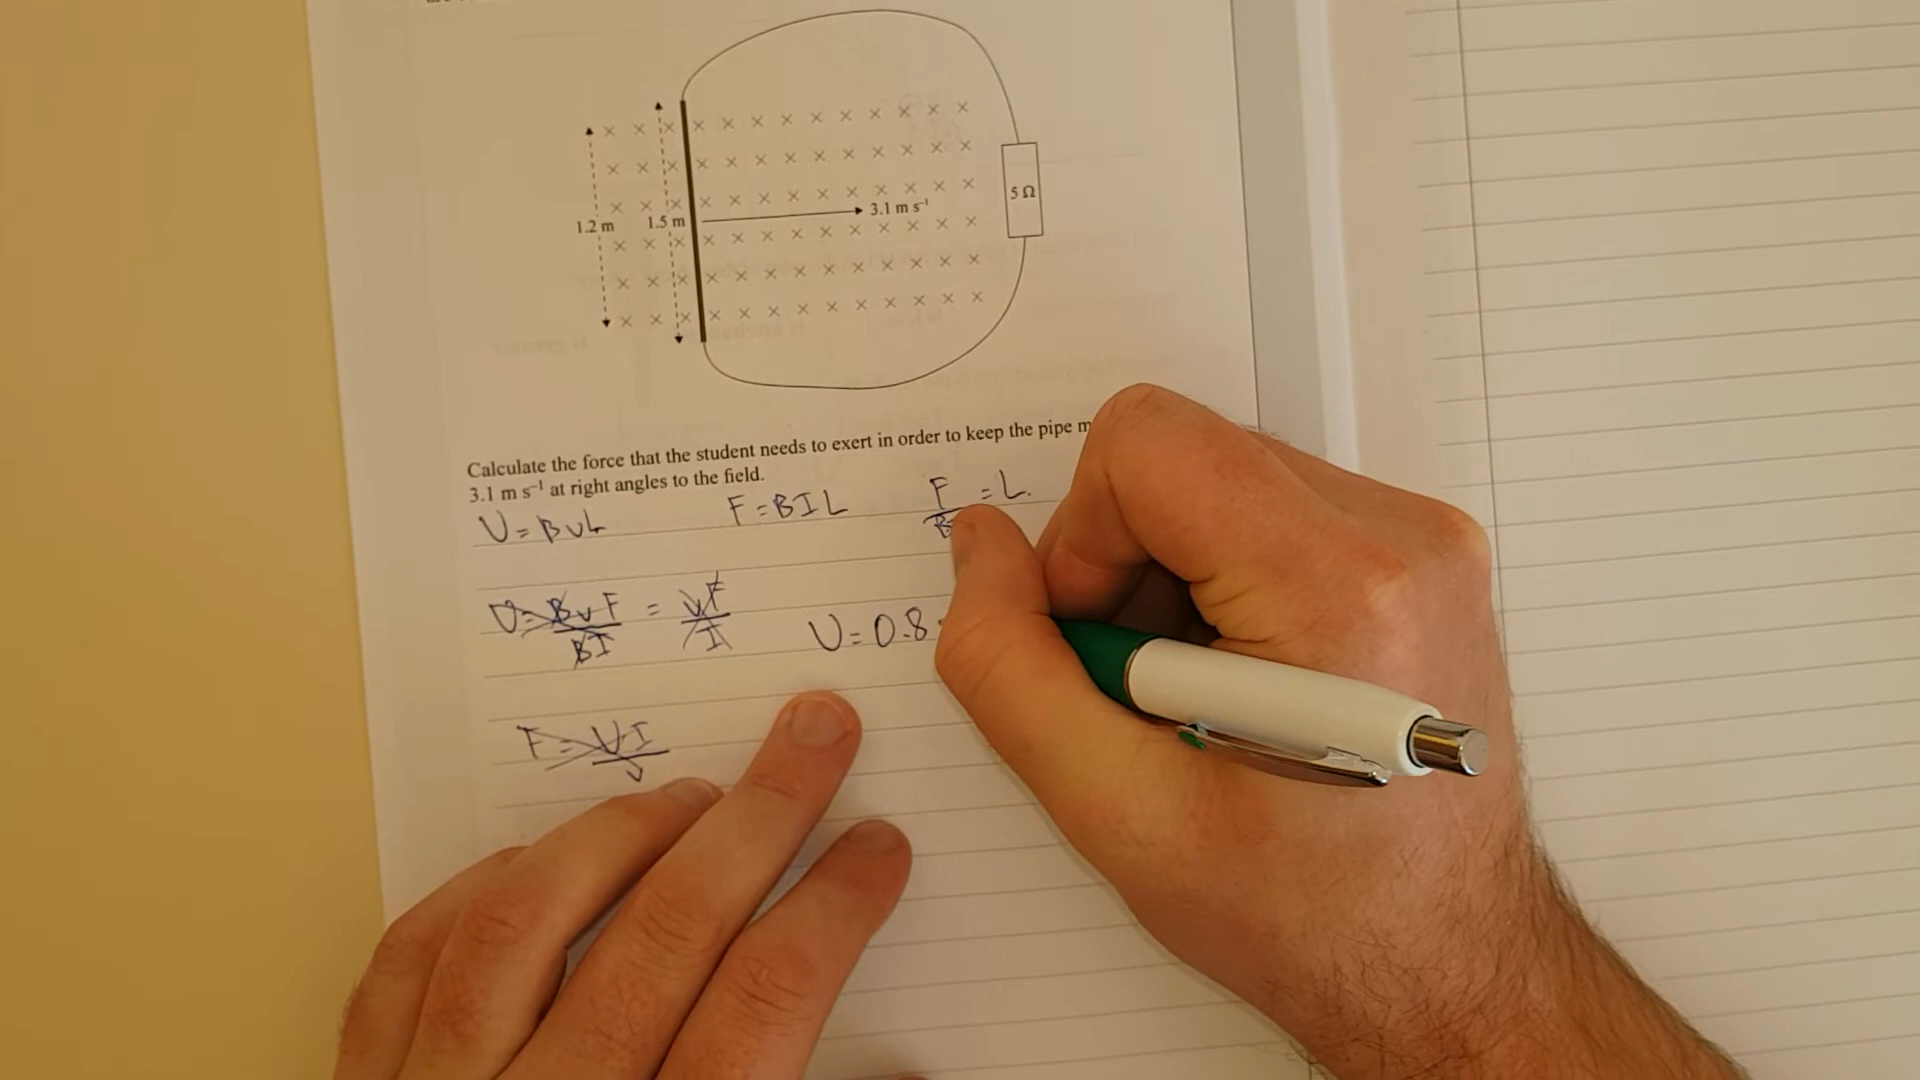 5 Ω
3.1 m s⁻¹
1.2 m
1.5 m
Calculate the force that the student needs to exert in order to keep the pipe
3.1 m s⁻¹ at right angles to the field.
U = BvL
F = BIL
F = L
U = BvF = vF
BI I
U = 0.8
F = UI
v